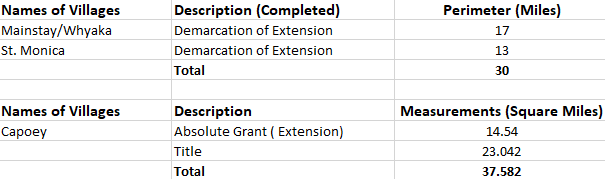 Names of Villages Description (Completed) Perimeter (Miles)
Mainstay/Whyaka Demarcation of Extension 17
St. Monica Demarcation of Extension 13
Total 30
Names of Villages Description Measurements (Square Miles)
Capoey Absolute Grant ( Extension) 14.54
Title 23.042
Total 37.582